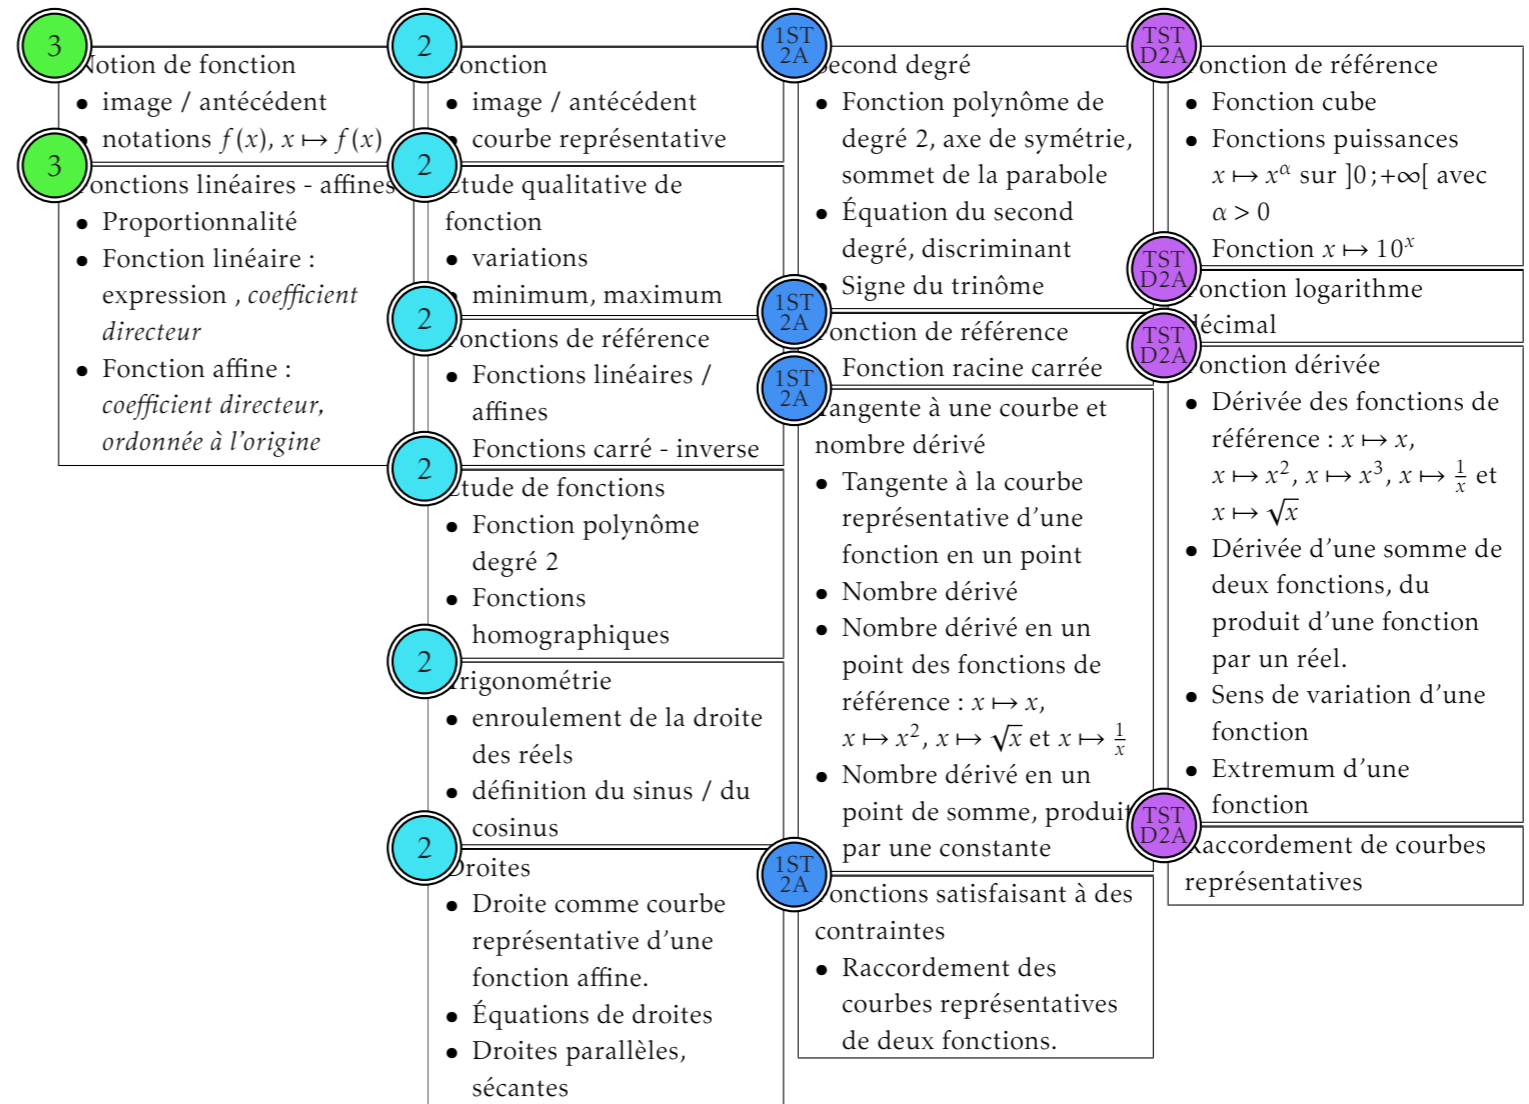 3
Notion de fonction
• image / antécédent
• notations f(x), x ↦ f(x)
3
Fonctions linéaires - affines
• Proportionnalité
• Fonction linéaire :
expression , coefficient
directeur
• Fonction affine :
coefficient directeur,
ordonnée à l'origine
2
Fonction
• image / antécédent
• courbe représentative
2
Étude qualitative de
fonction
• variations
• minimum, maximum
2
Fonctions de référence
• Fonctions linéaires /
affines
Fonctions carré - inverse
2
Étude de fonctions
• Fonction polynôme
degré 2
• Fonctions
homographiques
2
Trigonométrie
• enroulement de la droite
des réels
• définition du sinus / du
cosinus
2
Droites
• Droite comme courbe
représentative d'une
fonction affine.
• Équations de droites
• Droites parallèles,
sécantes
1ST
2A
Second degré
• Fonction polynôme de
degré 2, axe de symétrie,
sommet de la parabole
• Équation du second
degré, discriminant
• Signe du trinôme
1ST
2A
Fonction de référence
Fonction racine carrée
1ST
2A
Tangente à une courbe et
nombre dérivé
• Tangente à la courbe
représentative d'une
fonction en un point
• Nombre dérivé
• Nombre dérivé en un
point des fonctions de
référence : x ↦ x,
x ↦ x², x ↦ √x et x ↦ 1/x
• Nombre dérivé en un
point de somme, produit
par une constante
1ST
2A
Fonctions satisfaisant à des
contraintes
• Raccordement des
courbes représentatives
de deux fonctions.
TST
D2A
Fonction de référence
• Fonction cube
• Fonctions puissances
x ↦ x^α sur ]0 ;+∞[ avec
α > 0
Fonction x ↦ 10^x
TST
D2A
Fonction logarithme
décimal
TST
D2A
Fonction dérivée
• Dérivée des fonctions de
référence : x ↦ x,
x ↦ x², x ↦ x³, x ↦ 1/x et
x ↦ √x
• Dérivée d'une somme de
deux fonctions, du
produit d'une fonction
par un réel.
• Sens de variation d'une
fonction
• Extremum d'une
fonction
TST
D2A
Raccordement de courbes
représentatives